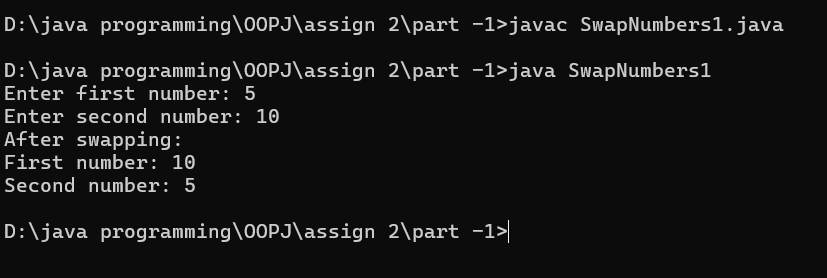 D:\java programming\OOPJ\assign 2\part -1>javac SwapNumbers1.java
D:\java programming\OOPJ\assign 2\part -1>java SwapNumbers1
Enter first number: 5
Enter second number: 10
After swapping:
First number: 10
Second number: 5
D:\java programming\OOPJ\assign 2\part -1>